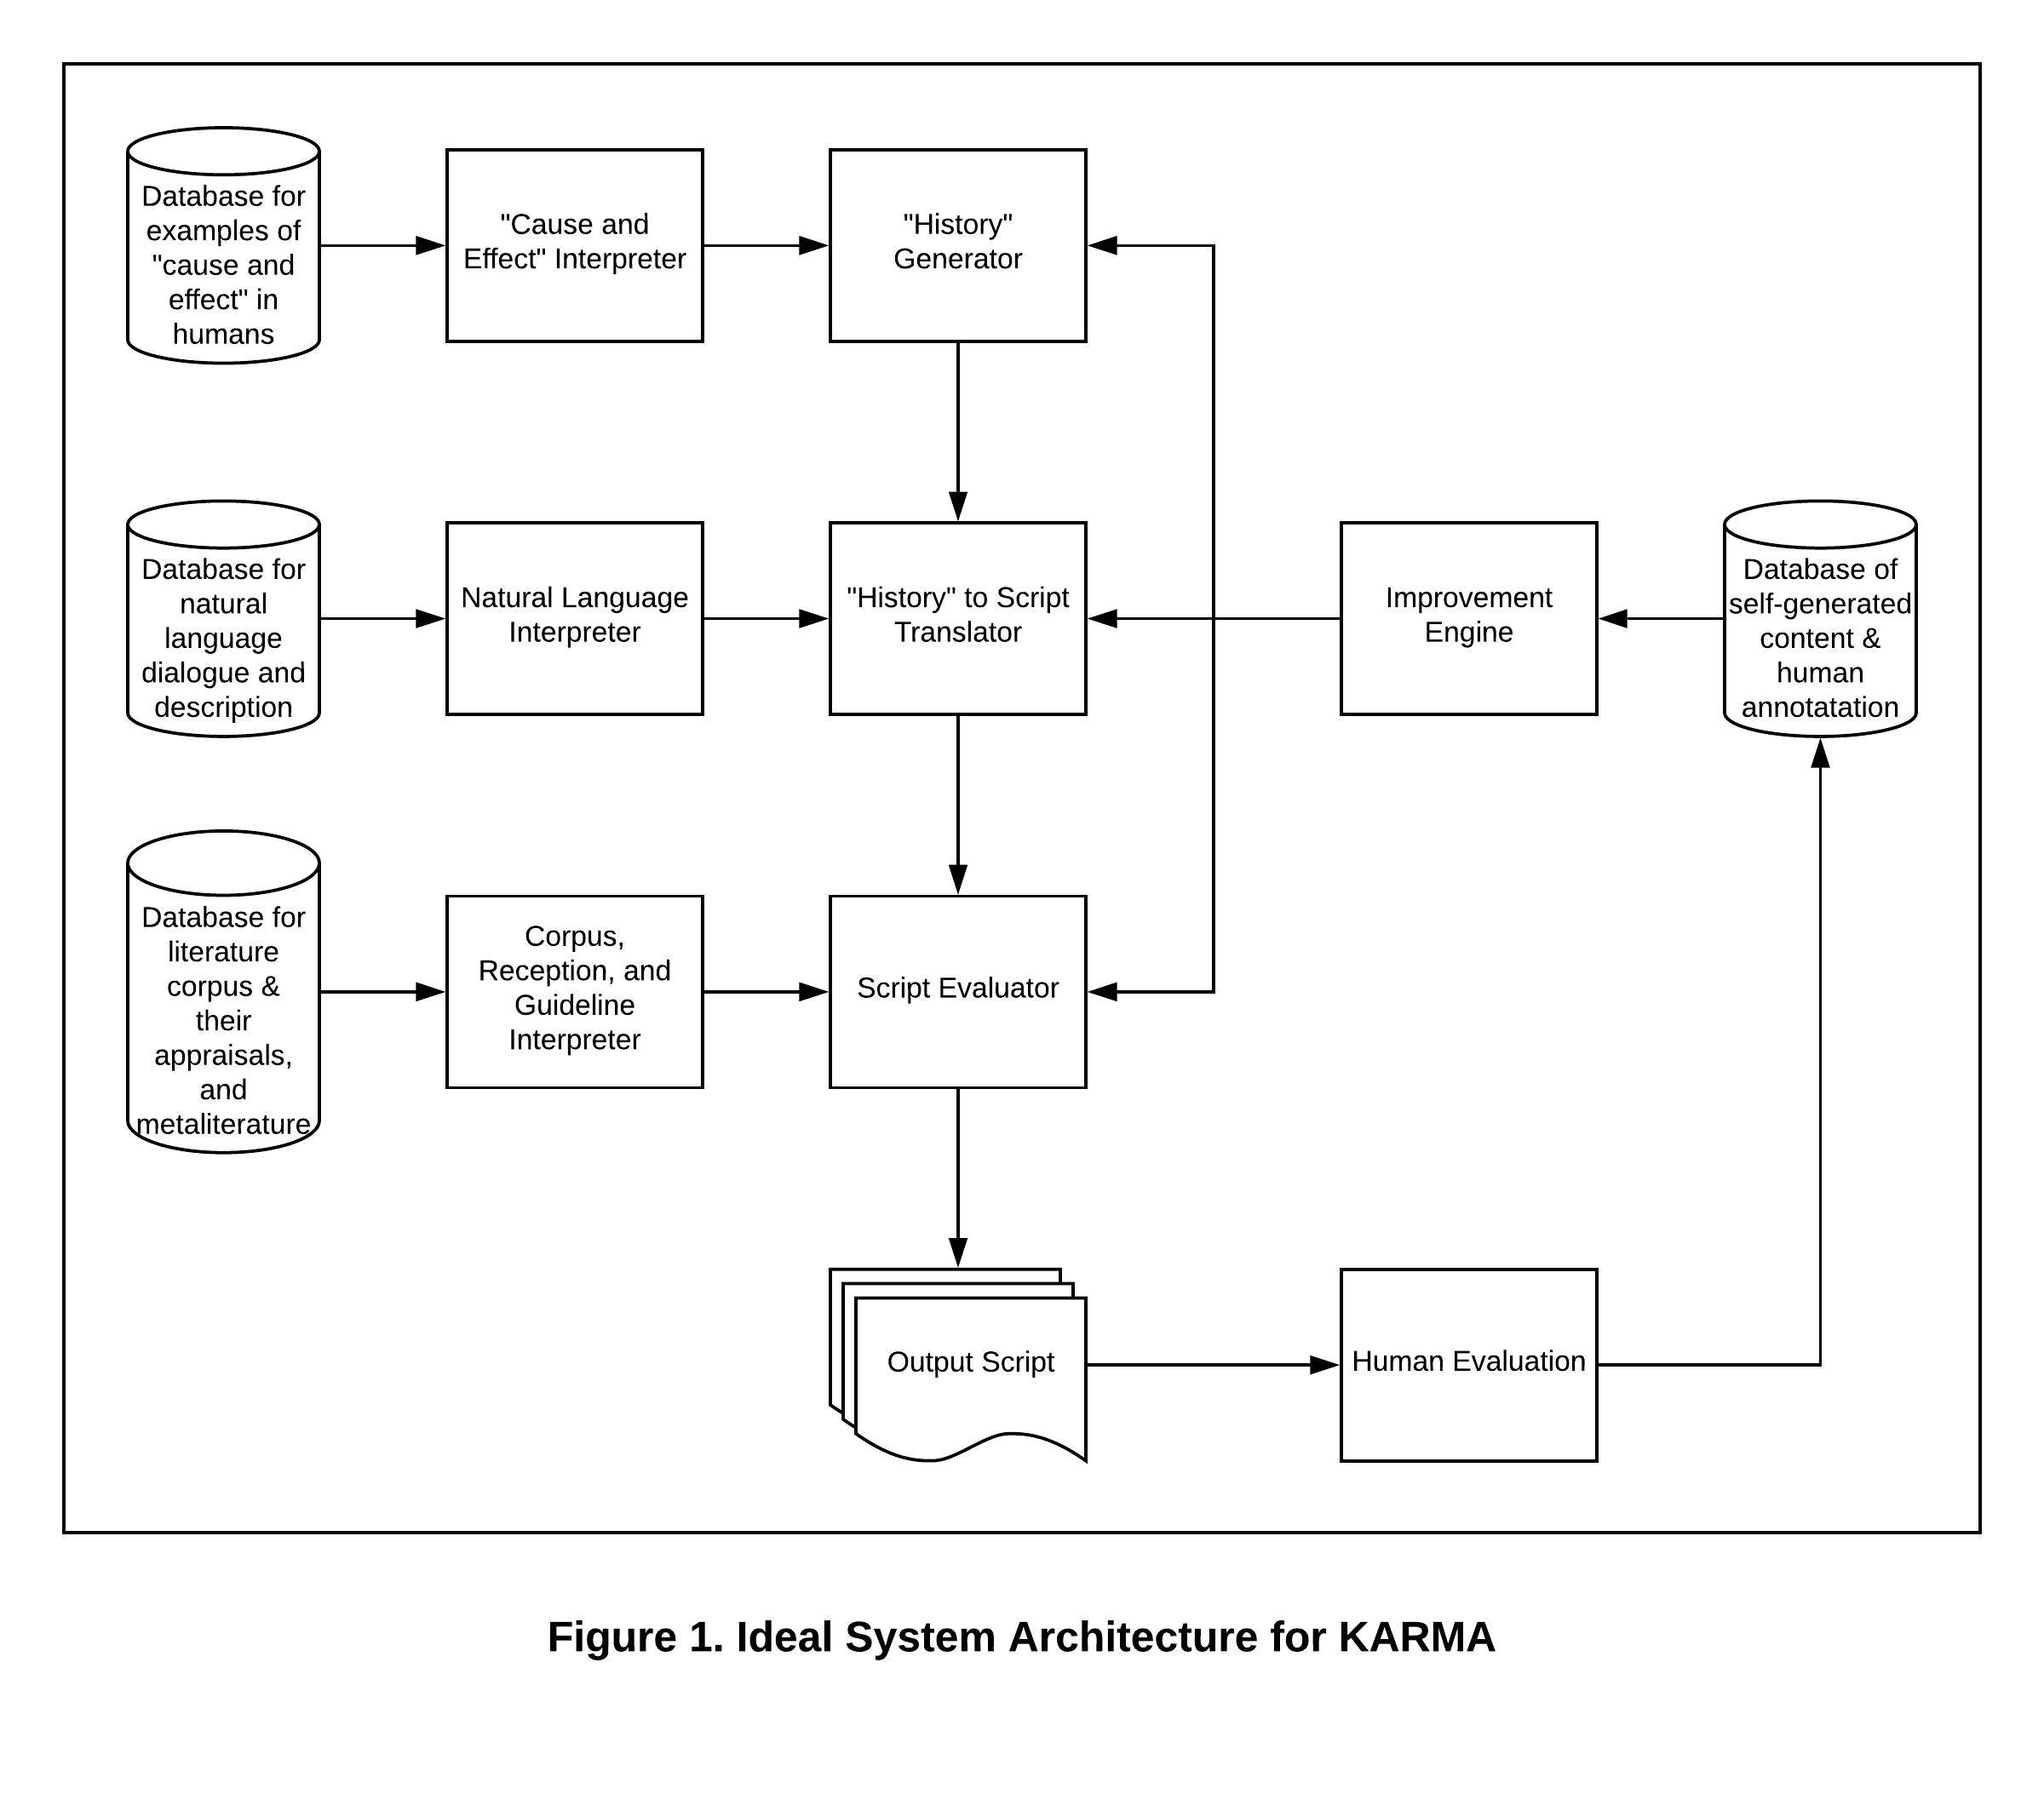 Database for
examples of
"cause and
effect" in
humans
"Cause and
Effect" Interpreter
"History"
Generator
Database for
natural
language
dialogue and
description
Natural Language
Interpreter
"History" to Script
Translator
Improvement
Engine
Database of
self-generated
content &
human
annotatation
Database for
literature
corpus &
their
appraisals,
and
metaliterature
Corpus,
Reception, and
Guideline
Interpreter
Script Evaluator
Output Script
Human Evaluation
Figure 1. Ideal System Architecture for KARMA